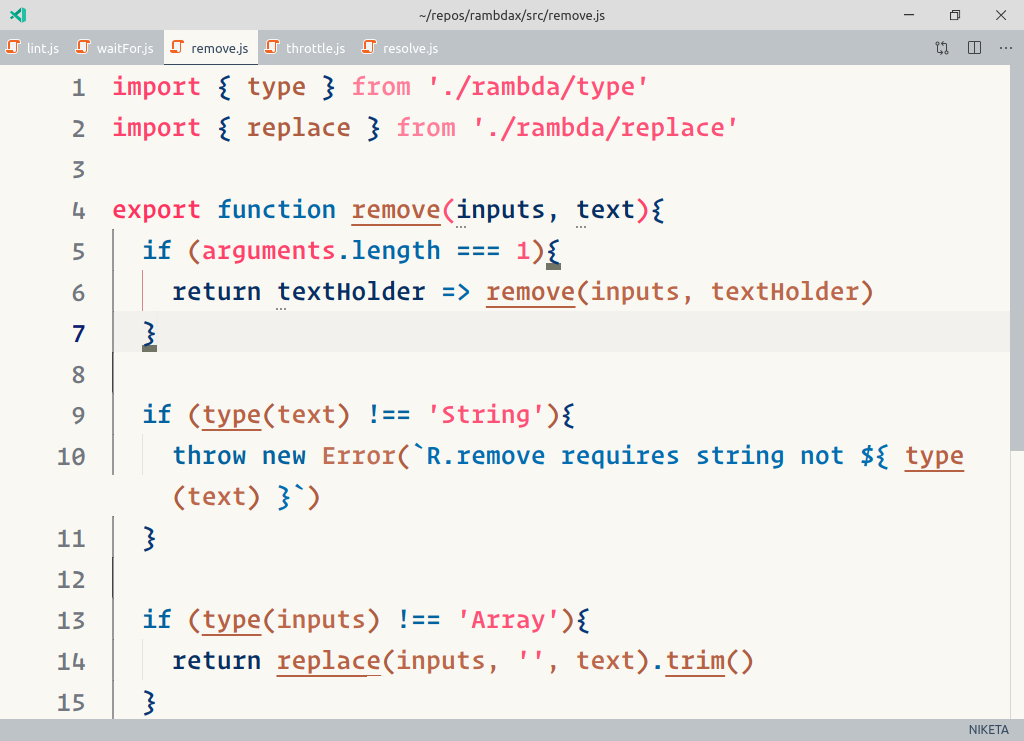 ~/repos/rambdax/src/remove.js
lint.js waitFor.js remove.js throttle.js resolve.js
1 import { type } from './rambda/type'
2 import { replace } from './rambda/replace'
3
4 export function remove(inputs, text){
5 if (arguments.length === 1){
6 return textHolder => remove(inputs, textHolder)
7 }
8
9 if (type(text) !== 'String'){
10 throw new Error(`R.remove requires string not ${ type
(text) }`)
11 }
12
13 if (type(inputs) !== 'Array'){
14 return replace(inputs, '', text).trim()
15 }
NIKETA